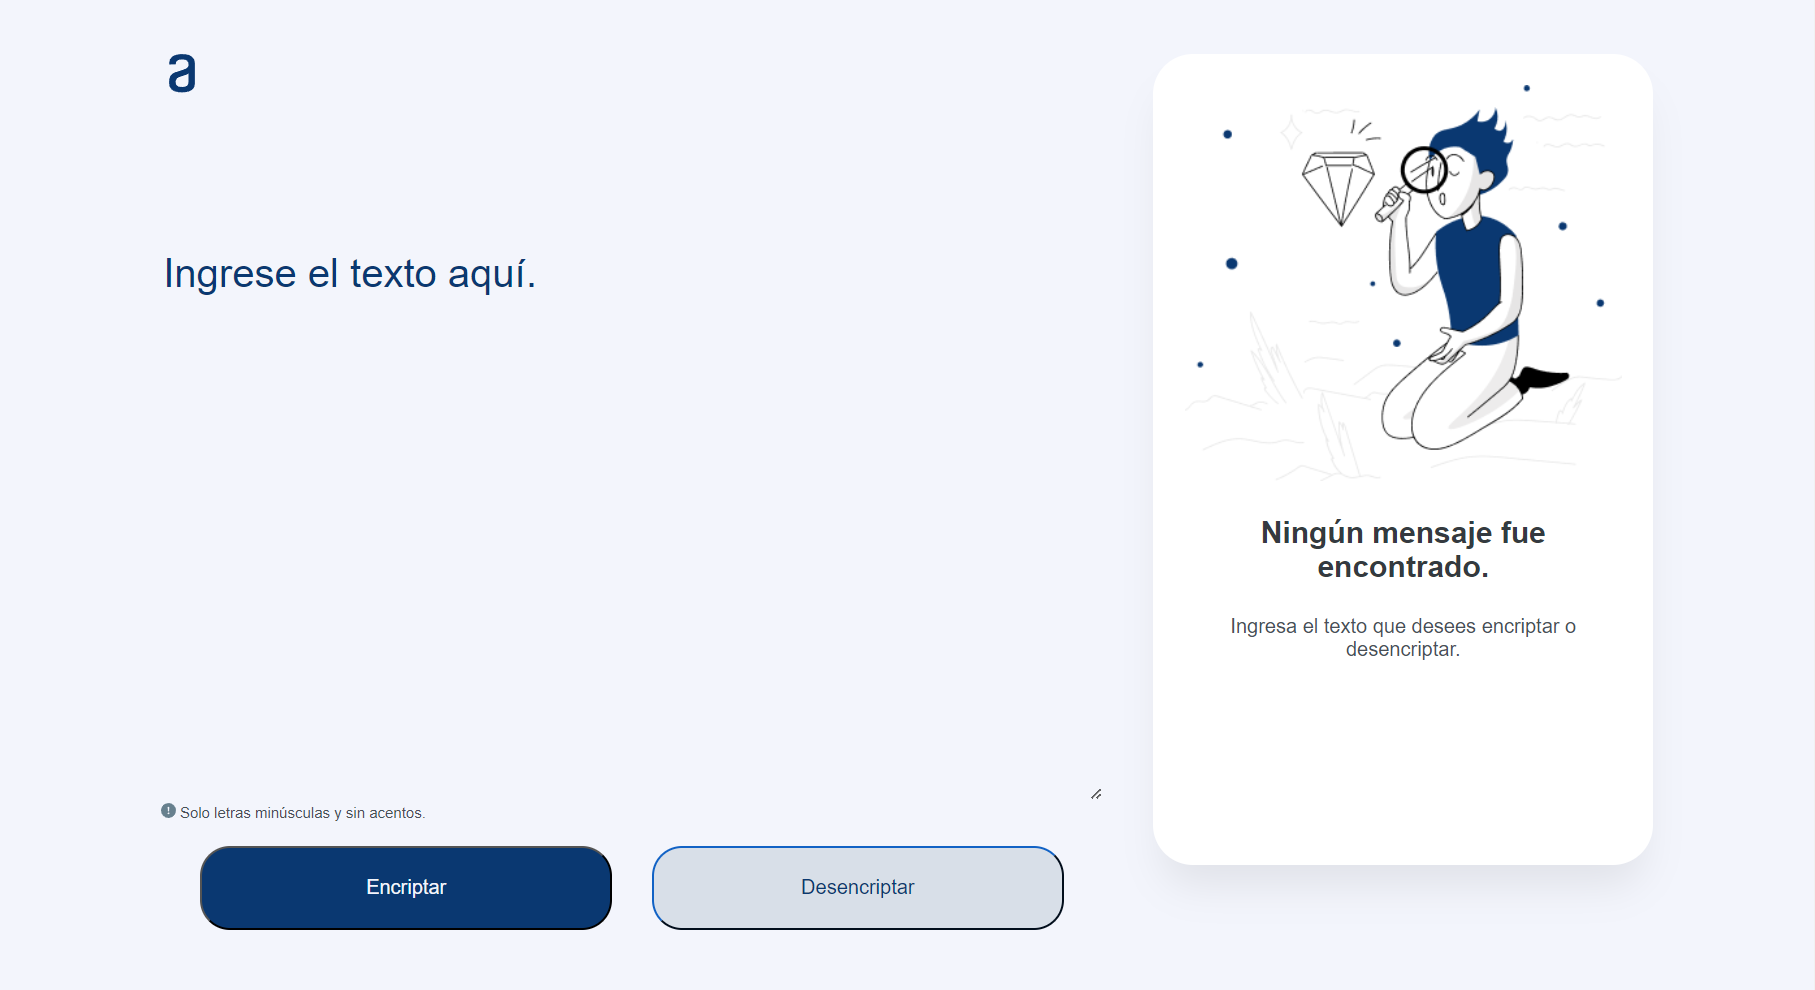 a
Ingrese el texto aquí.
Solo letras minúsculas y sin acentos.
Encriptar
Desencriptar
Ningún mensaje fue
encontrado.
Ingresa el texto que desees encriptar o
desencriptar.